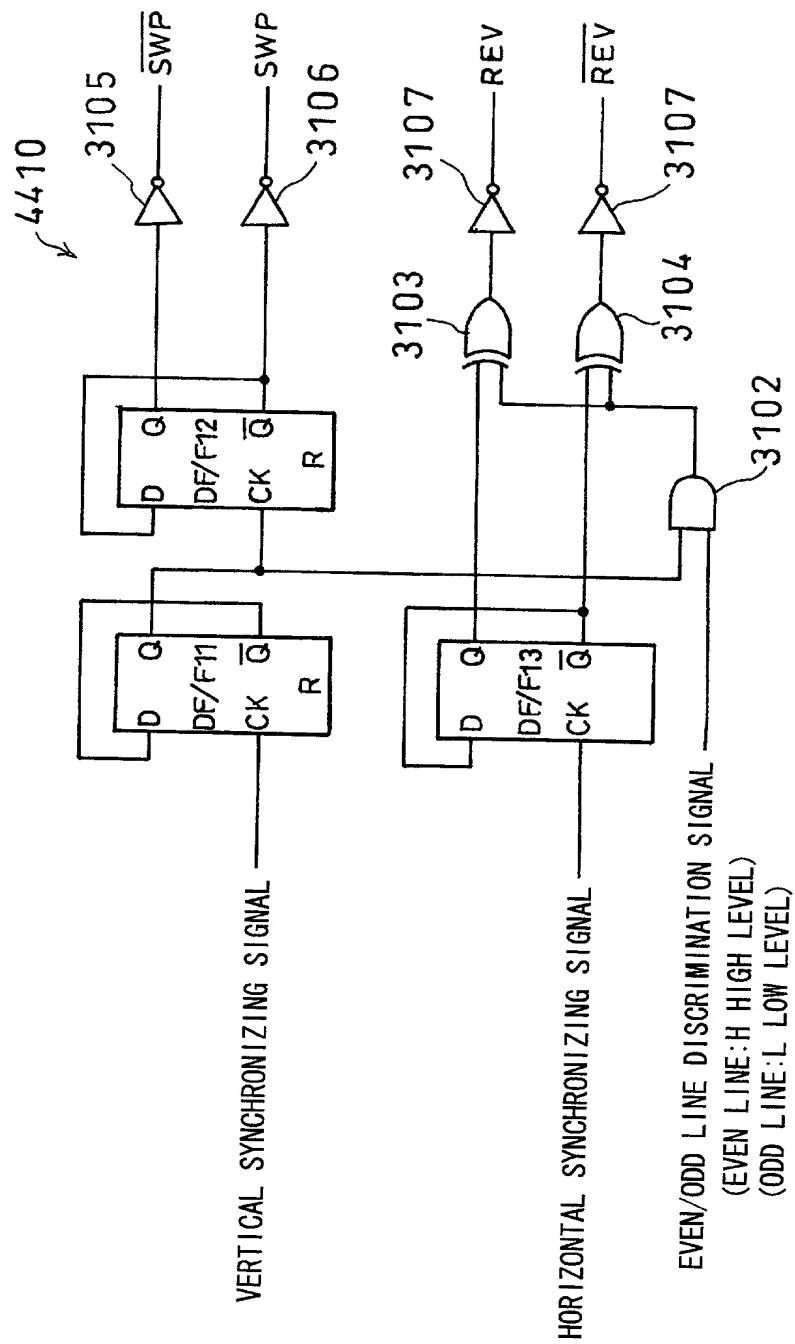 4410
3105
S̅W̅P̅
SWP
3106
D
Q
DF/F11
CK
Q̅
R
D
Q
DF/F12
CK
Q̅
R
VERTICAL SYNCHRONIZING SIGNAL
3103
3107
REV
R̅E̅V̅
3107
3104
D
Q
DF/F13
CK
Q̅
HORIZONTAL SYNCHRONIZING SIGNAL
3102
EVEN/ODD LINE DISCRIMINATION SIGNAL
(EVEN LINE:H HIGH LEVEL)
(ODD LINE:L LOW LEVEL)